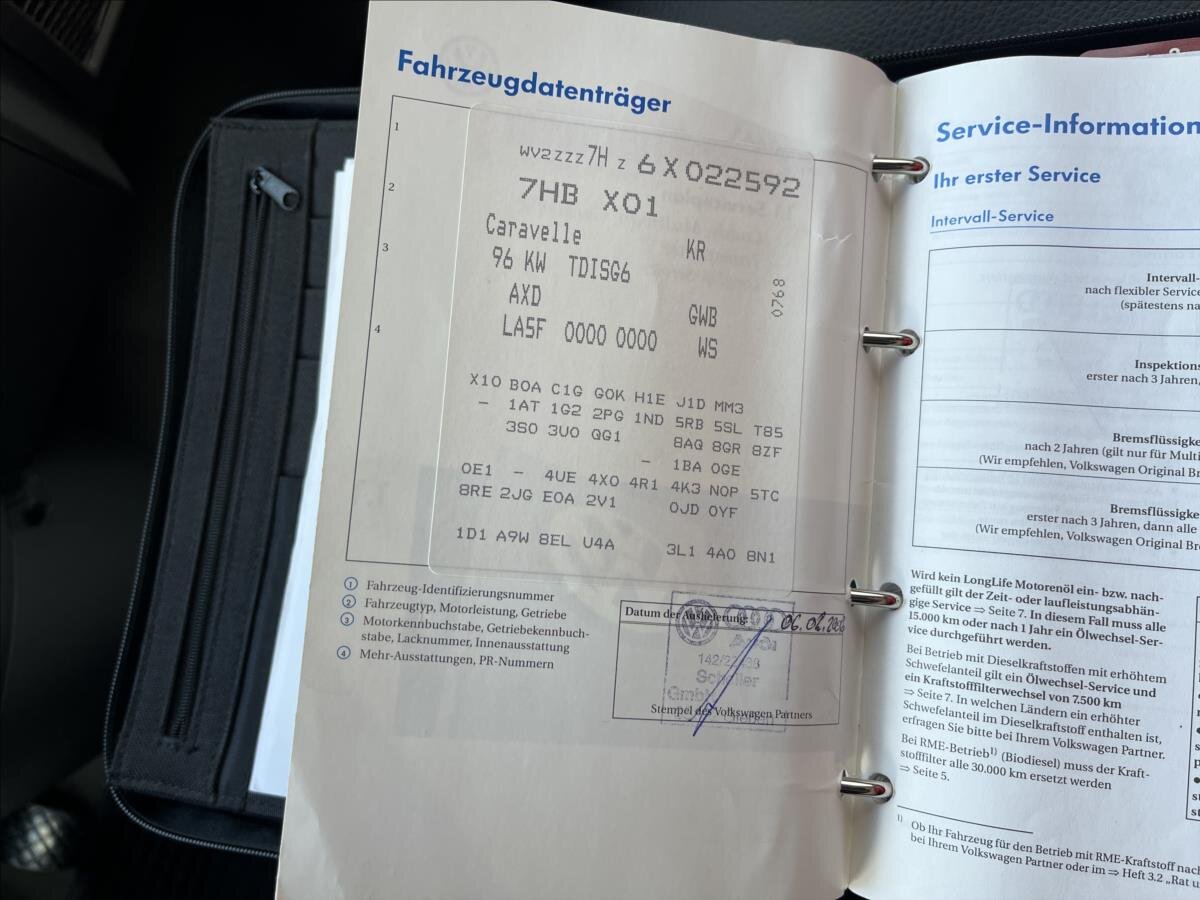 Fahrzeugdatenträger
1
WV2ZZZ7HZ 6X022592
2
7HB X01
3
Caravelle KR
96 KW TDISG6
0768
AXD GWB
4
LA5F 0000 0000 WS
X10 B0A C1G G0K H1E J1D MM3
– 1AT 1G2 2PG 1ND 5RB 5SL T85
3S0 3U0 QG1 8AQ 8GR 8ZF
– 1BA 0GE
0E1 – 4UE 4X0 4R1 4K3 N0P 5TC
8RE 2JG E0A 2V1 0JD 0YF
1D1 A9W 8EL U4A 3L1 4A0 8N1
① Fahrzeug-Identifizierungsnummer
② Fahrzeugtyp, Motorleistung, Getriebe
③ Motorkennbuchstabe, Getriebekennbuch-
stabe, Lacknummer, Innenausstattung
④ Mehr-Ausstattungen, PR-Nummern
Datum der Auslieferung: 06.02.2006
Audi
Scholler
GmbH
Stempel des Volkswagen Partners
Service-Information
Ihr erster Service
Intervall-Service
Intervall-
nach flexibler Service
(spätestens na
Inspektions
erster nach 3 Jahren,
Bremsflüssigke
nach 2 Jahren (gilt nur für Multi
(Wir empfehlen, Volkswagen Original Br
Bremsflüssigke
erster nach 3 Jahren, dann alle
(Wir empfehlen, Volkswagen Original Br
Wird kein LongLife Motorenöl ein- bzw. nach-
gefüllt gilt der Zeit- oder laufleistungsabhän-
gige Service ⇒ Seite 7. In diesem Fall muss alle
15.000 km oder nach 1 Jahr ein Ölwechsel-Ser-
vice durchgeführt werden.
Bei Betrieb mit Dieselkraftstoffen mit erhöhtem
Schwefelanteil gilt ein Ölwechsel-Service und
ein Kraftstofffilterwechsel von 7.500 km
⇒ Seite 7. In welchen Ländern ein erhöhter
Schwefelanteil im Dieselkraftstoff enthalten ist,
erfragen Sie bitte bei Ihrem Volkswagen Partner.
Bei RME-Betrieb1) (Biodiesel) muss der Kraft-
stofffilter alle 30.000 km ersetzt werden
⇒ Seite 5.
1) Ob Ihr Fahrzeug für den Betrieb mit RME-Kraftstoff nach
bei Ihrem Volkswagen Partner oder im ⇒ Heft 3.2 „Rat u